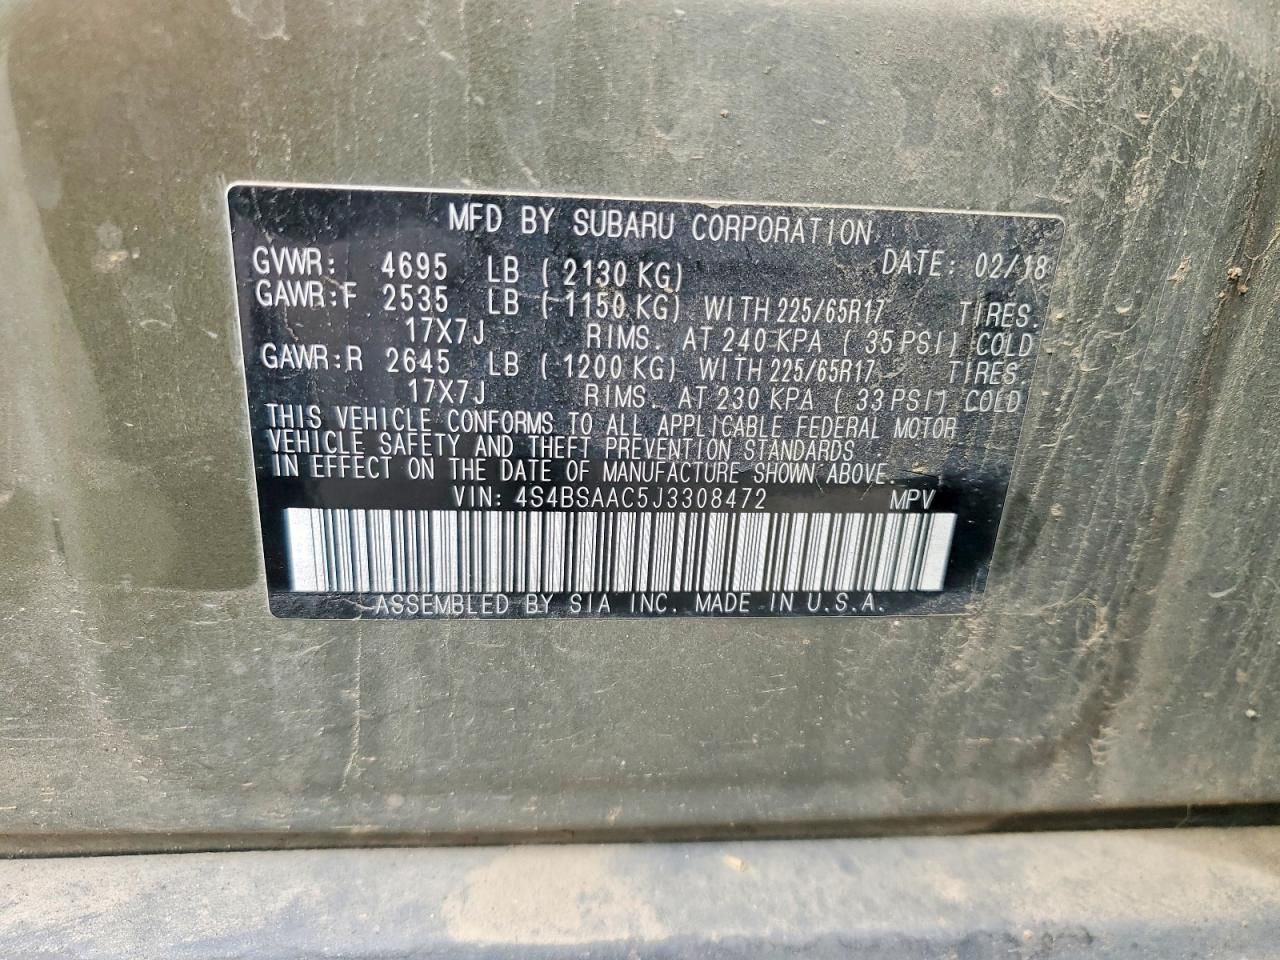 MFD BY SUBARU CORPORATION
GVWR: 4695 LB (2130 KG) DATE: 02/18
GAWR:F 2535 LB (1150 KG) WITH 225/65R17 TIRES.
17X7J RIMS. AT 240 KPA (35 PSI) COLD
GAWR:R 2645 LB (1200 KG) WITH 225/65R17 TIRES.
17X7J RIMS. AT 230 KPA (33 PSI) COLD
THIS VEHICLE CONFORMS TO ALL APPLICABLE FEDERAL MOTOR
VEHICLE SAFETY AND THEFT PREVENTION STANDARDS
IN EFFECT ON THE DATE OF MANUFACTURE SHOWN ABOVE.
VIN: 4S4BSAAC5J3308472 MPV
ASSEMBLED BY SIA INC. MADE IN U.S.A.